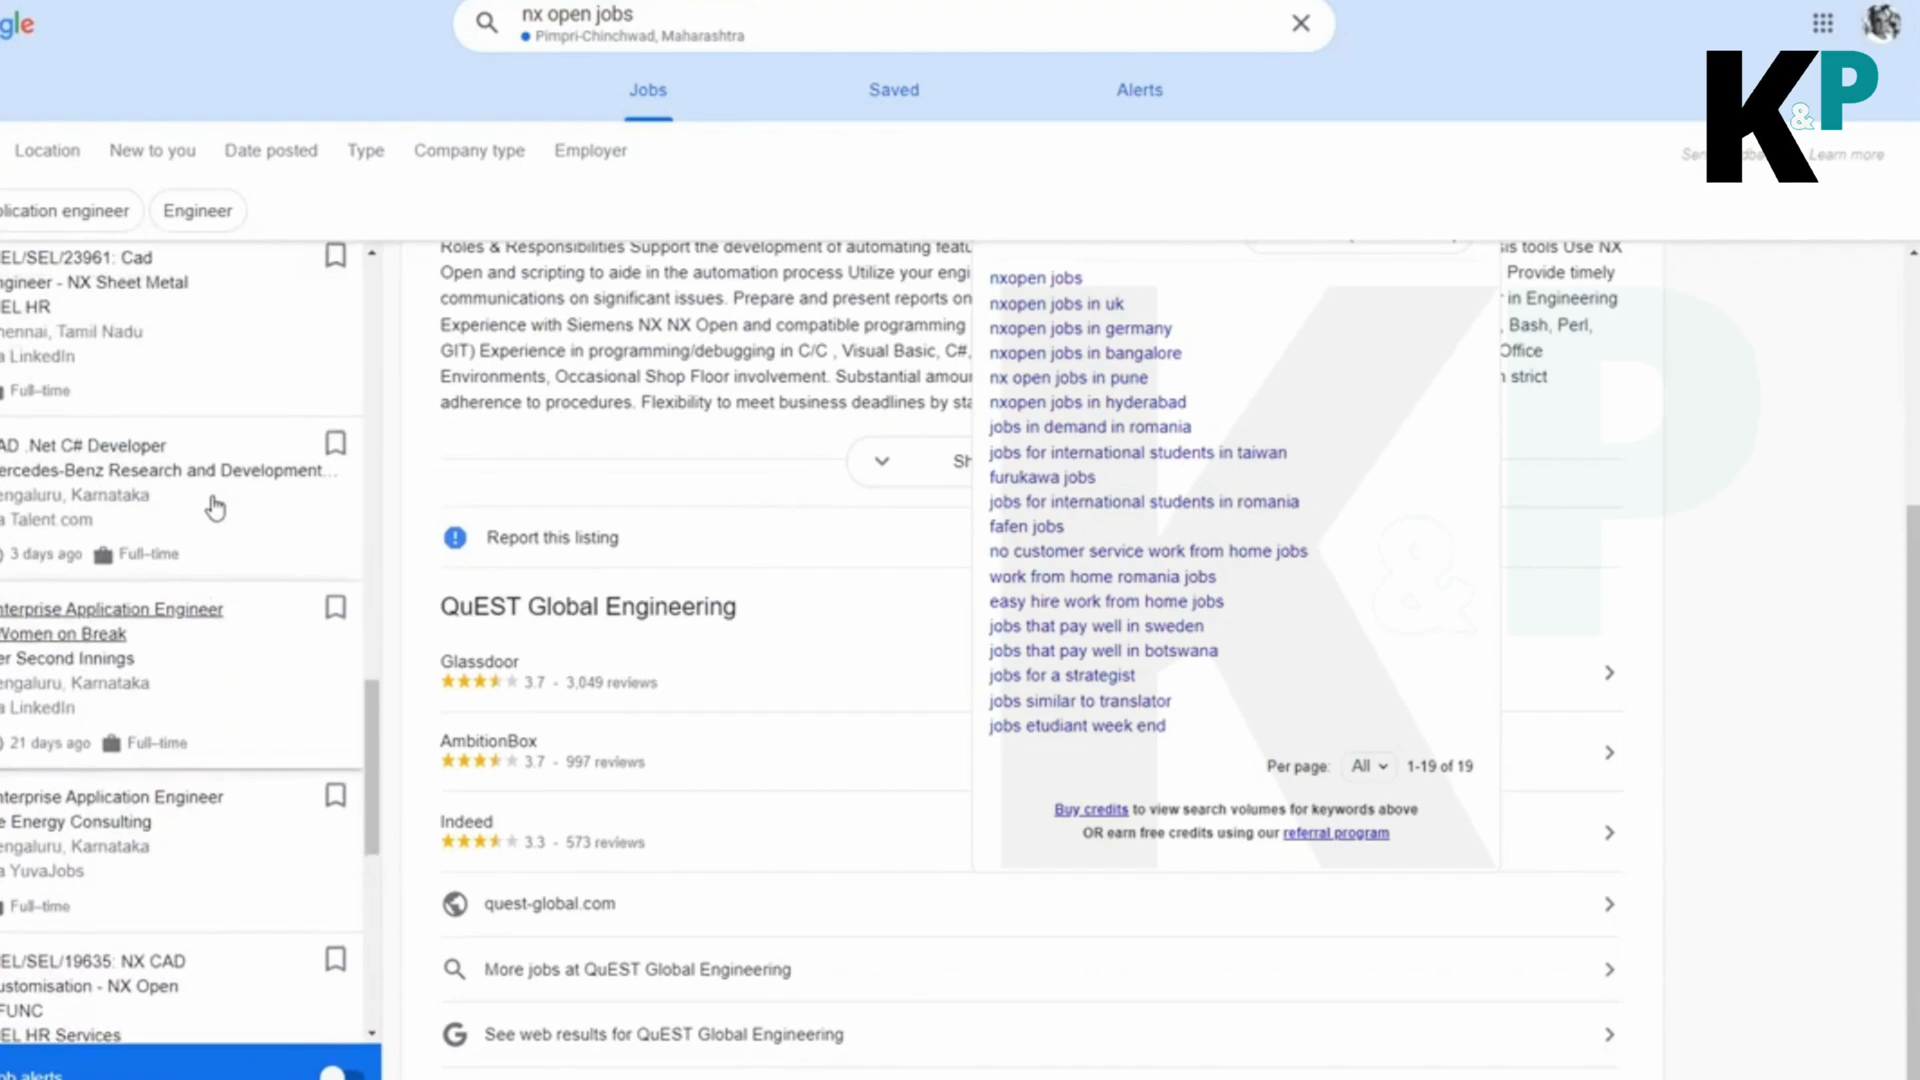 gle
nx open jobs
Pimpri-Chinchwad, Maharashtra
Jobs
Saved
Alerts
K&P
Location
New to you
Date posted
Type
Company type
Employer
Learn more
plication engineer
Engineer
EL/SEL/23961: Cad
ngineer - NX Sheet Metal
EL HR
hennai, Tamil Nadu
a LinkedIn
Full-time
AD .Net C# Developer
ercedes-Benz Research and Development...
engaluru, Karnataka
a Talent.com
3 days ago
Full-time
nterprise Application Engineer
Women on Break
er Second Innings
engaluru, Karnataka
a LinkedIn
21 days ago
Full-time
nterprise Application Engineer
e Energy Consulting
engaluru, Karnataka
a YuvaJobs
Full-time
EL/SEL/19635: NX CAD
ustomisation - NX Open
FUNC
EL HR Services
ob alerts
Roles & Responsibilities Support the development of automating featu
Open and scripting to aide in the automation process Utilize your engi
communications on significant issues. Prepare and present reports on
Experience with Siemens NX NX Open and compatible programming
GIT) Experience in programming/debugging in C/C , Visual Basic, C#,
Environments, Occasional Shop Floor involvement. Substantial amour
adherence to procedures. Flexibility to meet business deadlines by sta
sis tools Use NX
Provide timely
in Engineering
, Bash, Perl,
Office
strict
Sh
Report this listing
QuEST Global Engineering
Glassdoor
3.7 - 3,049 reviews
AmbitionBox
3.7 - 997 reviews
Indeed
3.3 - 573 reviews
quest-global.com
More jobs at QuEST Global Engineering
See web results for QuEST Global Engineering
nxopen jobs
nxopen jobs in uk
nxopen jobs in germany
nxopen jobs in bangalore
nx open jobs in pune
nxopen jobs in hyderabad
jobs in demand in romania
jobs for international students in taiwan
furukawa jobs
jobs for international students in romania
fafen jobs
no customer service work from home jobs
work from home romania jobs
easy hire work from home jobs
jobs that pay well in sweden
jobs that pay well in botswana
jobs for a strategist
jobs similar to translator
jobs etudiant week end
Per page: All 1-19 of 19
Buy credits to view search volumes for keywords above
OR earn free credits using our referral program
K&P